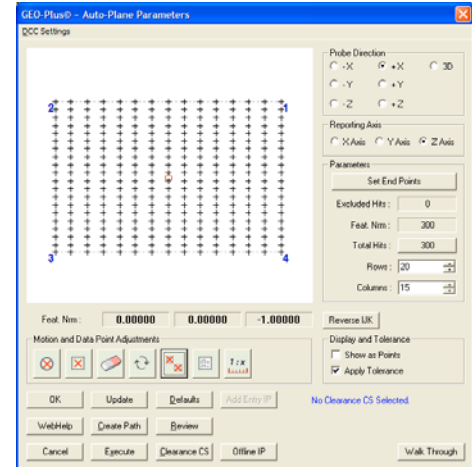 GEO-Plus© - Auto-Plane Parameters
DCC Settings
2
1
3
4
Probe Direction
-X
+X
3D
-Y
+Y
-Z
+Z
Reporting Axis
X Axis
Y Axis
Z Axis
Parameters
Set End Points
Excluded Hits :
0
Feat. Nrm :
300
Total Hits :
300
Rows :
20
Columns :
15
Feat. Nrm :
0.00000
0.00000
-1.00000
Reverse IJK
Motion and Data Point Adjustments
1:x
Display and Tolerance
Show as Points
Apply Tolerance
OK
Update
Defaults
Add Entry IP
No Clearance CS Selected.
WebHelp
Create Path
Review
Cancel
Execute
Clearance CS
Offline IP
Walk Through